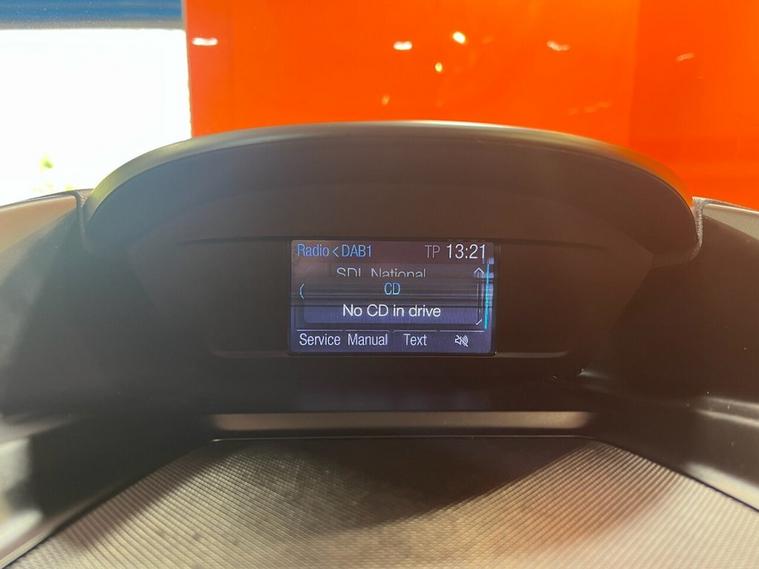 Radio < DAB1 TP 13:21
SDL National
CD
No CD in drive
Service Manual Text